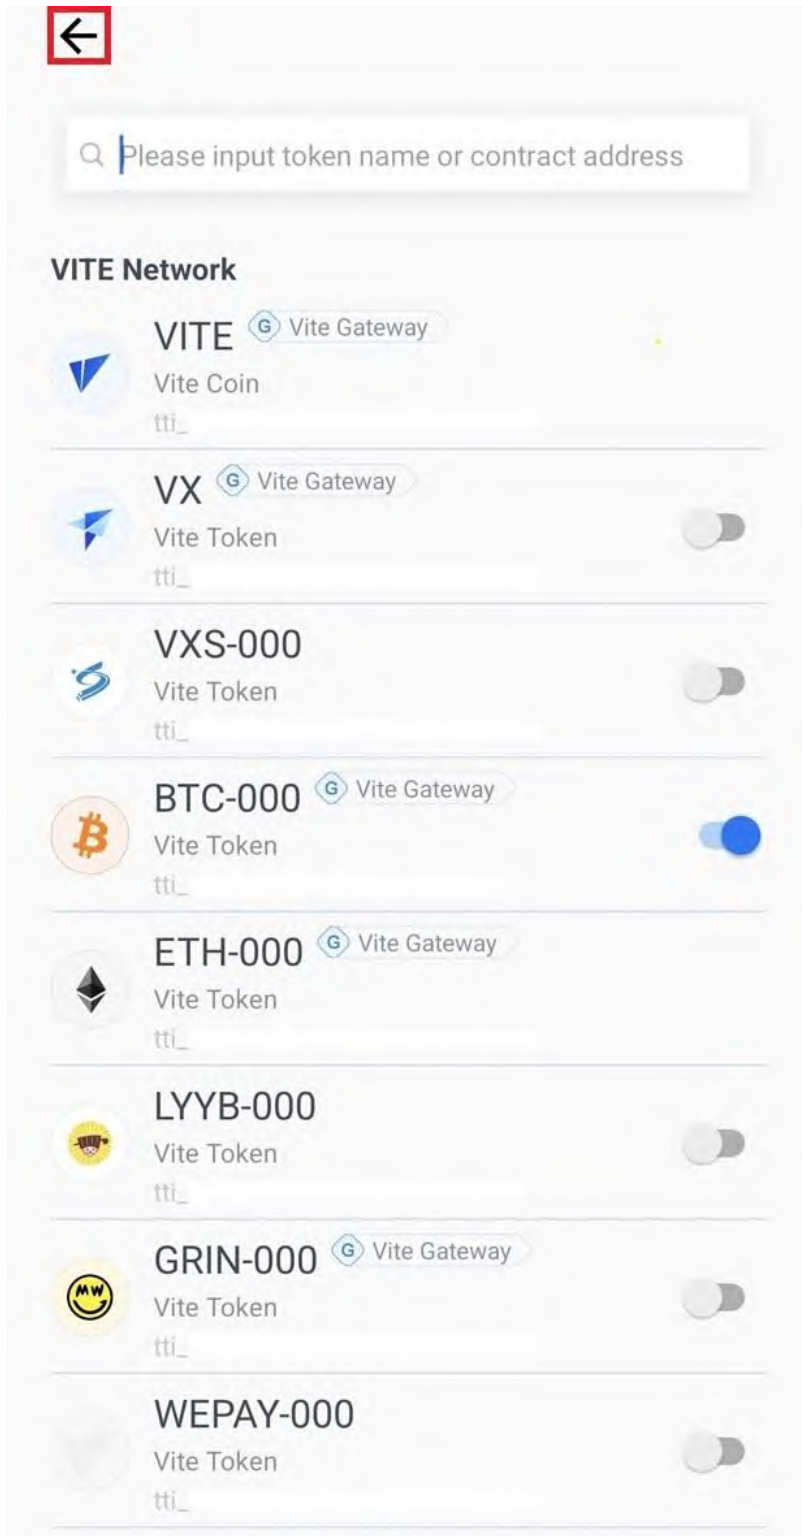 Please input token name or contract address
VITE Network
VITE G Vite Gateway
Vite Coin
tti_
VX G Vite Gateway
Vite Token
tti_
VXS-000
Vite Token
tti_
BTC-000 G Vite Gateway
Vite Token
tti_
ETH-000 G Vite Gateway
Vite Token
tti_
LYYB-000
Vite Token
tti_
GRIN-000 G Vite Gateway
MW
Vite Token
tti_
WEPAY-000
Vite Token
tti_